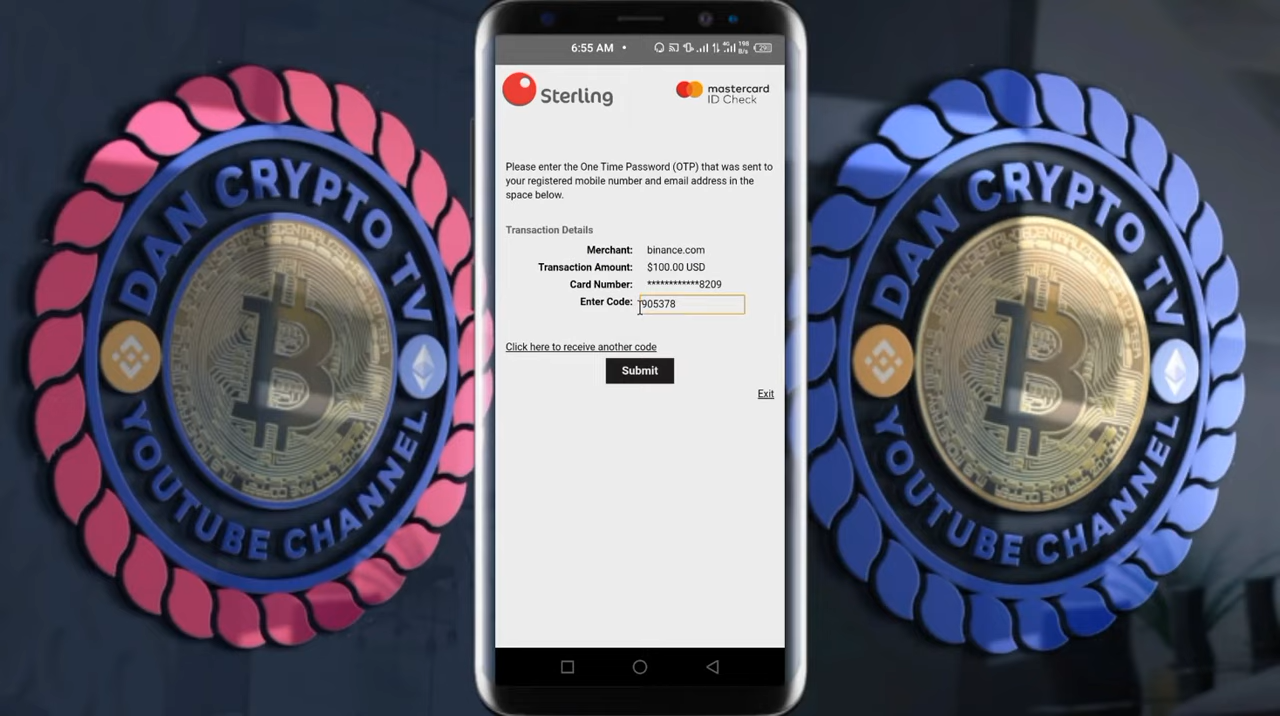 DAN CRYPTO TV
YOUTUBE CHANNEL
6:55 AM
4G
198
B/s
29
Sterling
mastercard
ID Check
Please enter the One Time Password (OTP) that was sent to
your registered mobile number and email address in the
space below.
Transaction Details
Merchant: binance.com
Transaction Amount: $100.00 USD
Card Number: ************8209
Enter Code: 905378
Click here to receive another code
Submit
Exit
DAN CRYPTO TV
YOUTUBE CHANNEL